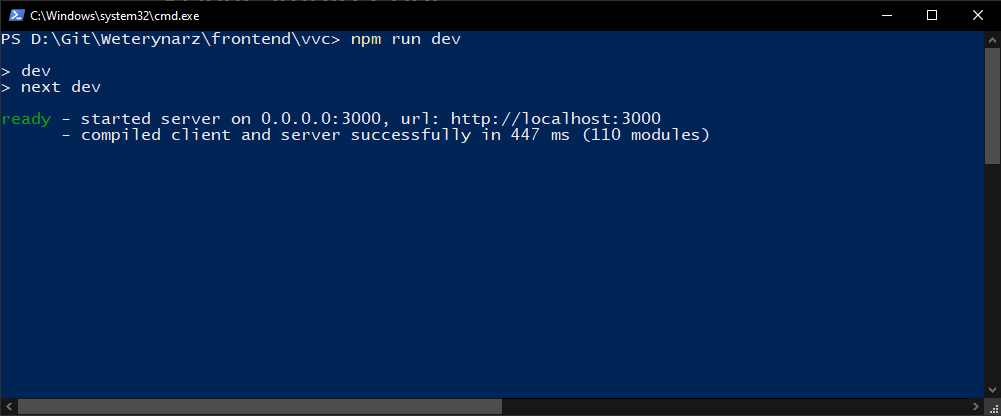 C:\Windows\system32\cmd.exe
PS D:\Git\Weterynarz\frontend\vvc> npm run dev
> dev
> next dev
ready - started server on 0.0.0.0:3000, url: http://localhost:3000
- compiled client and server successfully in 447 ms (110 modules)